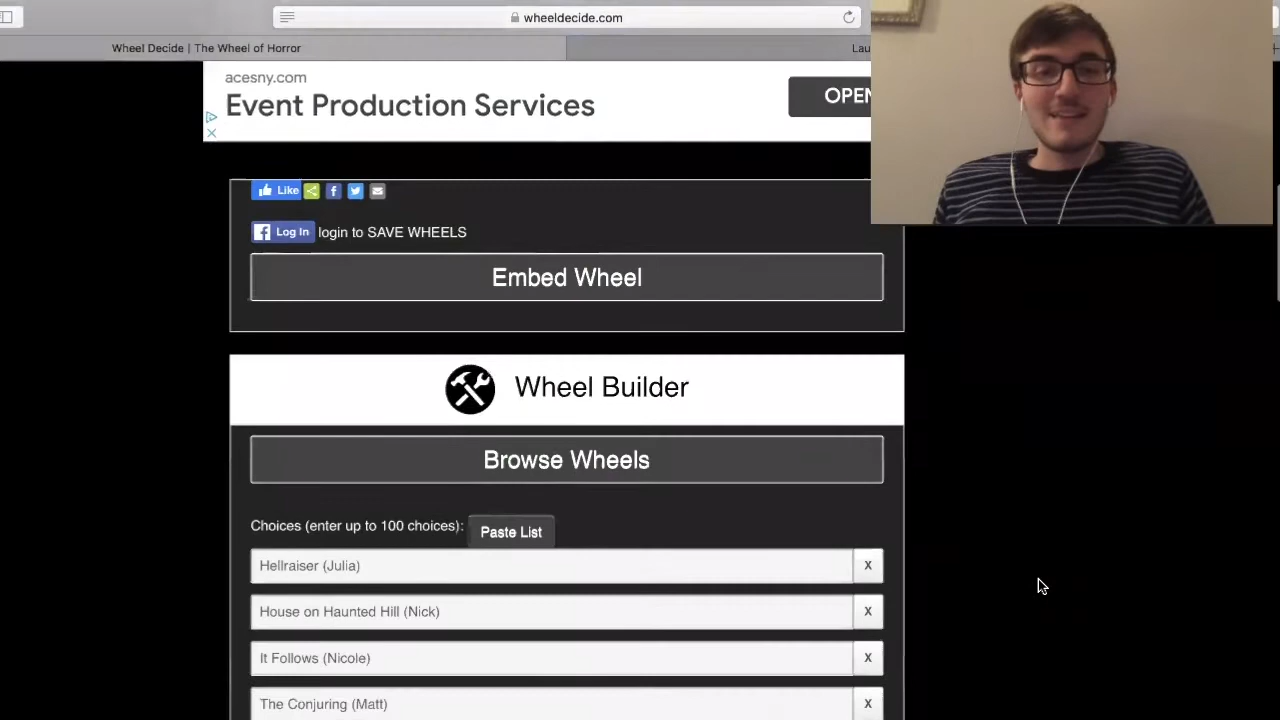 wheeldecide.com
Wheel Decide | The Wheel of Horror
Lau
acesny.com
Event Production Services
OPEN
Like
Log In login to SAVE WHEELS
Embed Wheel
Wheel Builder
Browse Wheels
Choices (enter up to 100 choices): Paste List
Hellraiser (Julia) X
House on Haunted Hill (Nick) X
It Follows (Nicole) X
The Conjuring (Matt) X